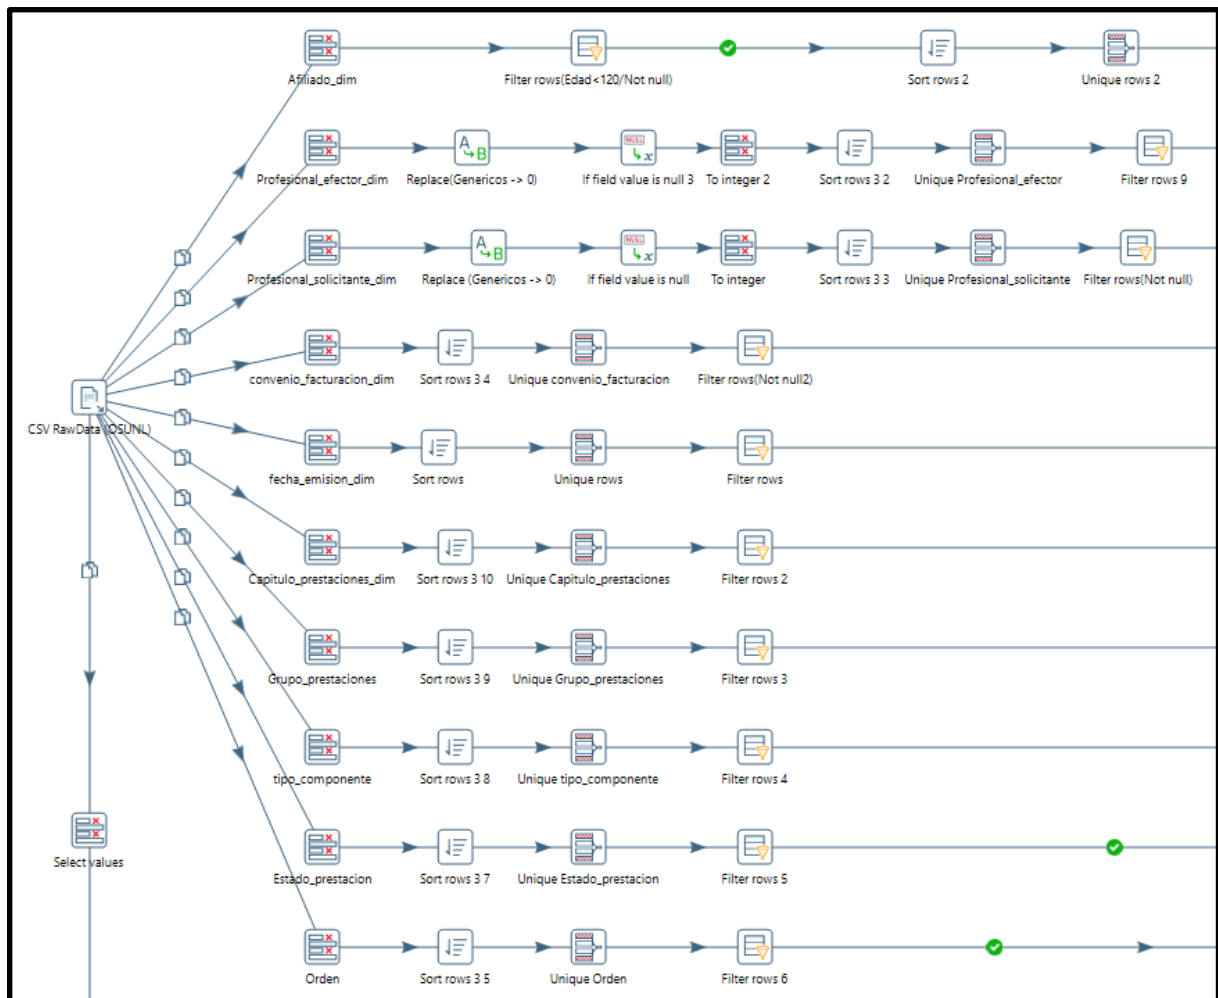 Afiliado_dim
Filter rows(Edad<120/Not null)
Sort rows 2
Unique rows 2
A
B
NULL
x
Profesional_efector_dim
Replace(Genericos -> 0)
If field value is null 3
To integer 2
Sort rows 3 2
Unique Profesional_efector
Filter rows 9
A
B
NULL
x
Profesional_solicitante_dim
Replace (Genericos -> 0)
If field value is null
To integer
Sort rows 3 3
Unique Profesional_solicitante
Filter rows(Not null)
convenio_facturacion_dim
Sort rows 3 4
Unique convenio_facturacion
Filter rows(Not null2)
CSV RawData (OSUNL)
fecha_emision_dim
Sort rows
Unique rows
Filter rows
Capitulo_prestaciones_dim
Sort rows 3 10
Unique Capitulo_prestaciones
Filter rows 2
Grupo_prestaciones
Sort rows 3 9
Unique Grupo_prestaciones
Filter rows 3
tipo_componente
Sort rows 3 8
Unique tipo_componente
Filter rows 4
Select values
Estado_prestacion
Sort rows 3 7
Unique Estado_prestacion
Filter rows 5
Orden
Sort rows 3 5
Unique Orden
Filter rows 6